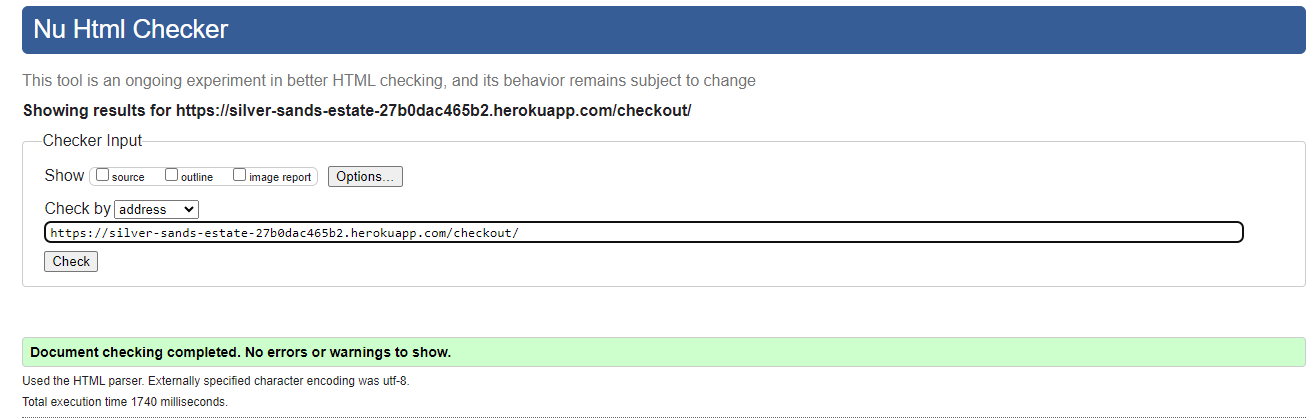 Nu Html Checker
This tool is an ongoing experiment in better HTML checking, and its behavior remains subject to change
Showing results for https://silver-sands-estate-27b0dac465b2.herokuapp.com/checkout/
Checker Input
Show source outline image report Options...
Check by address
https://silver-sands-estate-27b0dac465b2.herokuapp.com/checkout/
Check
Document checking completed. No errors or warnings to show.
Used the HTML parser. Externally specified character encoding was utf-8.
Total execution time 1740 milliseconds.